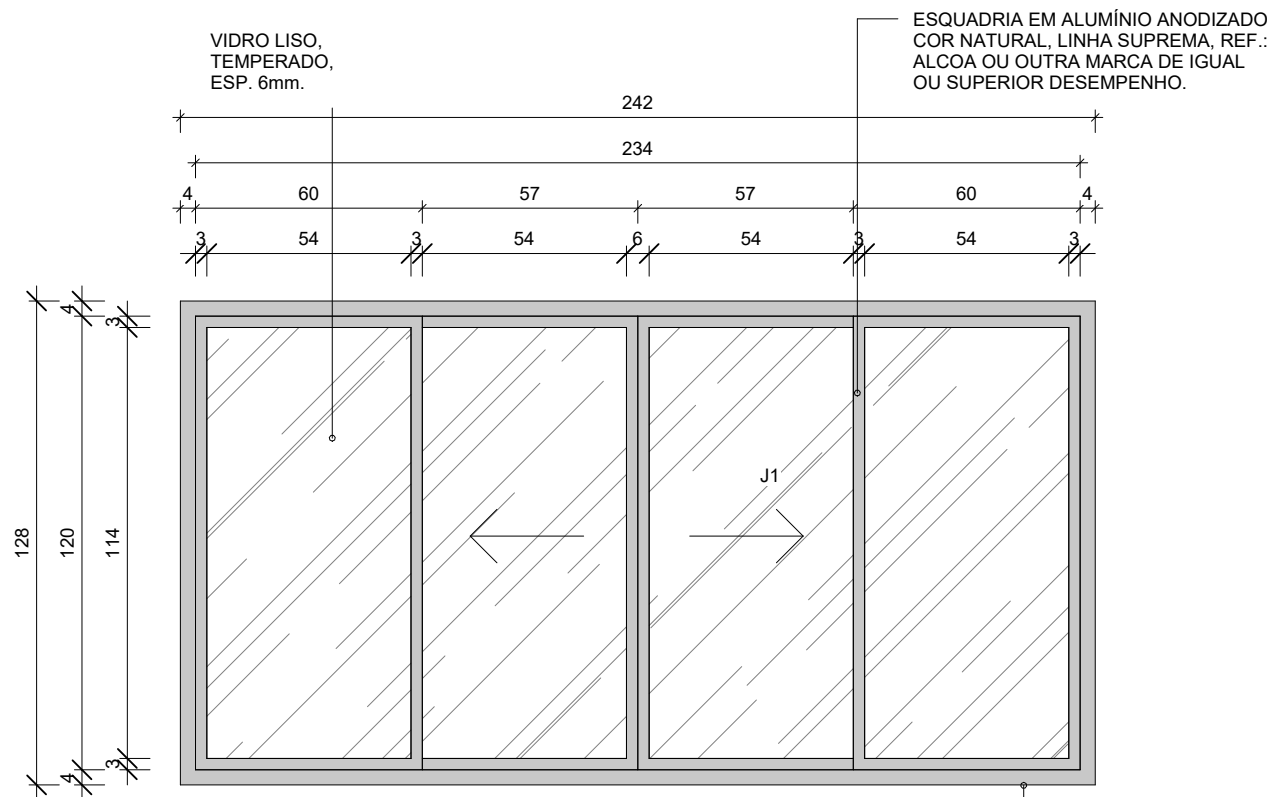 VIDRO LISO,
TEMPERADO,
ESP. 6mm.
ESQUADRIA EM ALUMÍNIO ANODIZADO
COR NATURAL, LINHA SUPREMA, REF.:
ALCOA OU OUTRA MARCA DE IGUAL
OU SUPERIOR DESEMPENHO.
242
234
4 60 57 57 60 4
3 54 3 54 6 54 3 54 3
4
3
J1
128
120
114
3
4